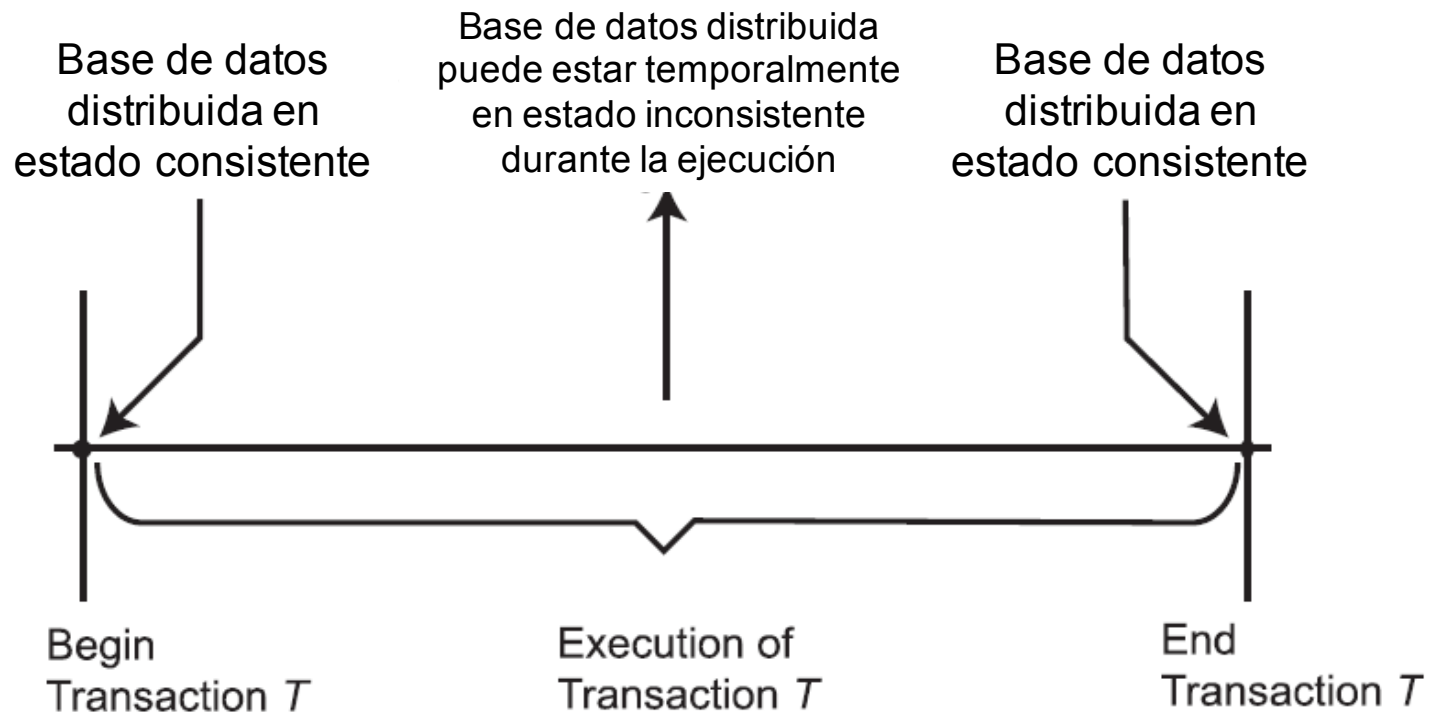 Base de datos
distribuida en
estado consistente
Base de datos distribuida
puede estar temporalmente
en estado inconsistente
durante la ejecución
Base de datos
distribuida en
estado consistente
Begin
Transaction T
Execution of
Transaction T
End
Transaction T